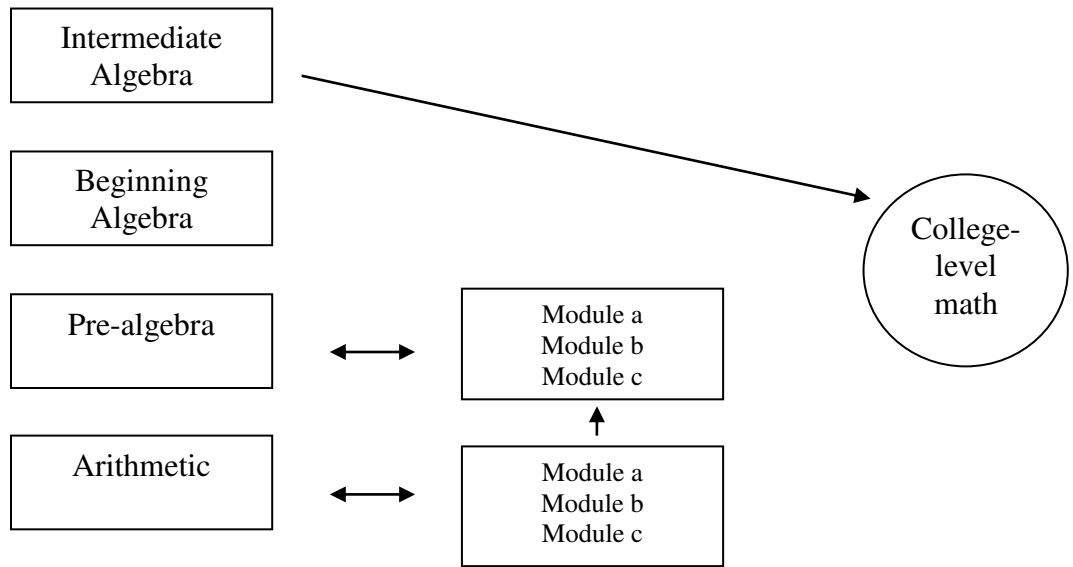 Intermediate
Algebra
Beginning
Algebra
College-
level
math
Pre-algebra
Module a
Module b
Module c
Arithmetic
Module a
Module b
Module c